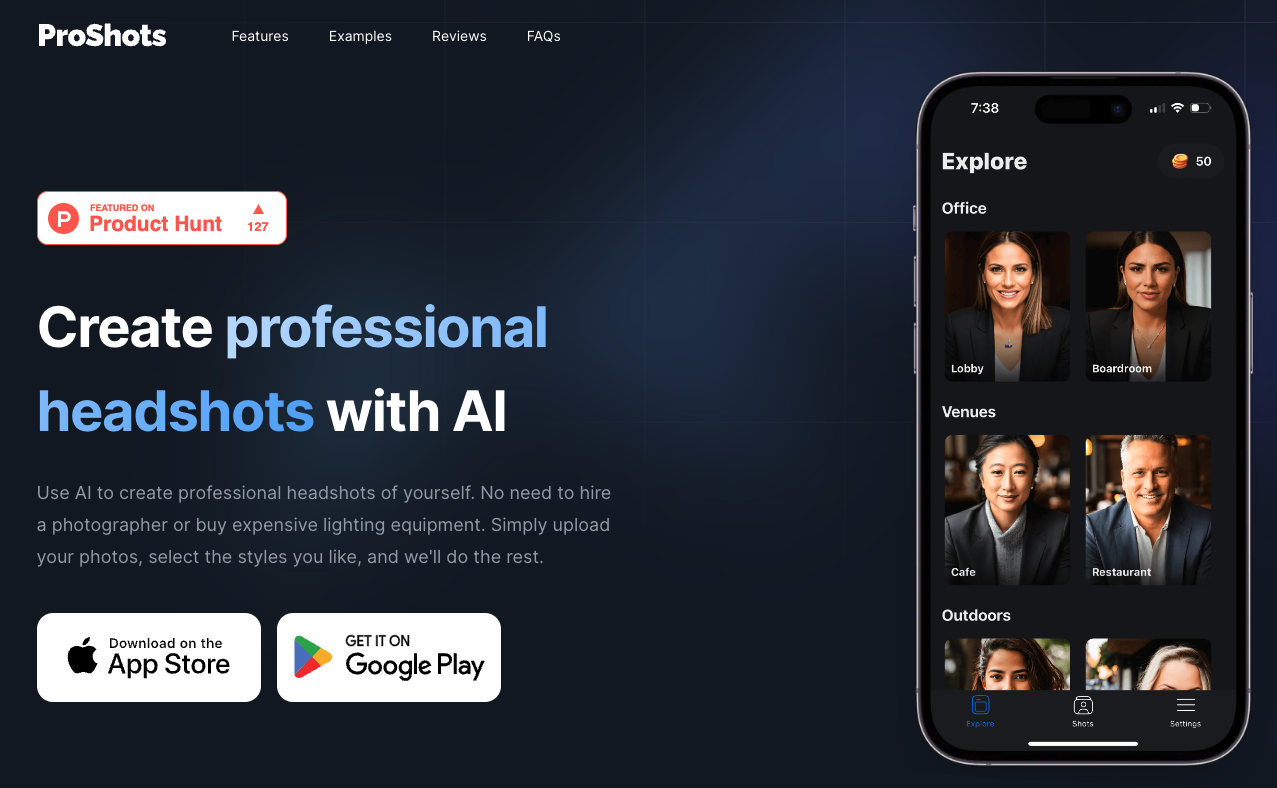 ProShots
Features
Examples
Reviews
FAQs
FEATURED ON
Product Hunt
127
Create professional
headshots with AI
Use AI to create professional headshots of yourself. No need to hire
a photographer or buy expensive lighting equipment. Simply upload
your photos, select the styles you like, and we'll do the rest.
Download on the
App Store
GET IT ON
Google Play
7:38
Explore
50
Office
Lobby
Boardroom
Venues
Cafe
Restaurant
Outdoors
Explore
Shots
Settings